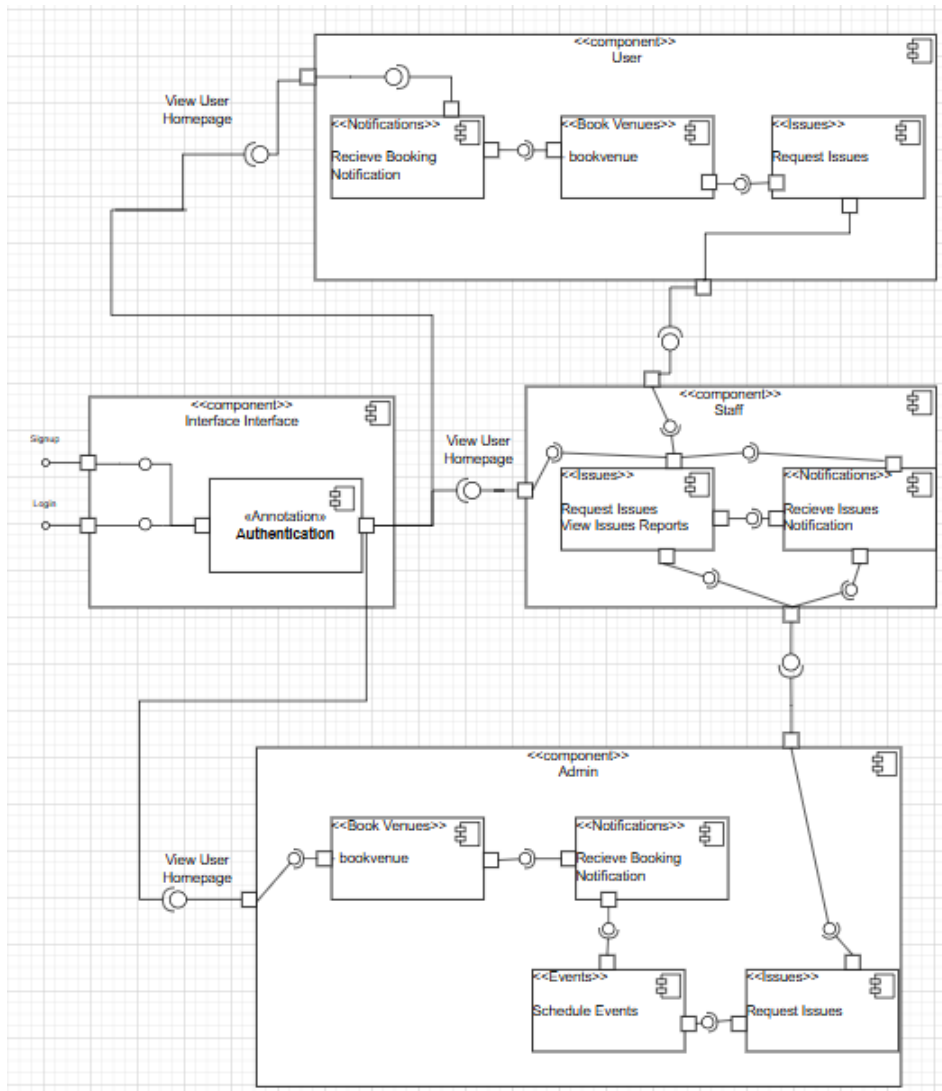 <<component>>
User
View User
Homepage
<<Notifications>>
Recieve Booking
Notification
<<Book Venues>>
bookvenue
<<Issues>>
Request Issues
<<component>>
Interface Interface
Signup
Login
«Annotation»
Authentication
View User
Homepage
<<component>>
Staff
<<Issues>>
Request Issues
View Issues Reports
<<Notifications>>
Recieve Issues
Notification
<<component>>
Admin
View User
Homepage
<<Book Venues>>
bookvenue
<<Notifications>>
Recieve Booking
Notification
<<Events>>
Schedule Events
<<Issues>>
Request Issues